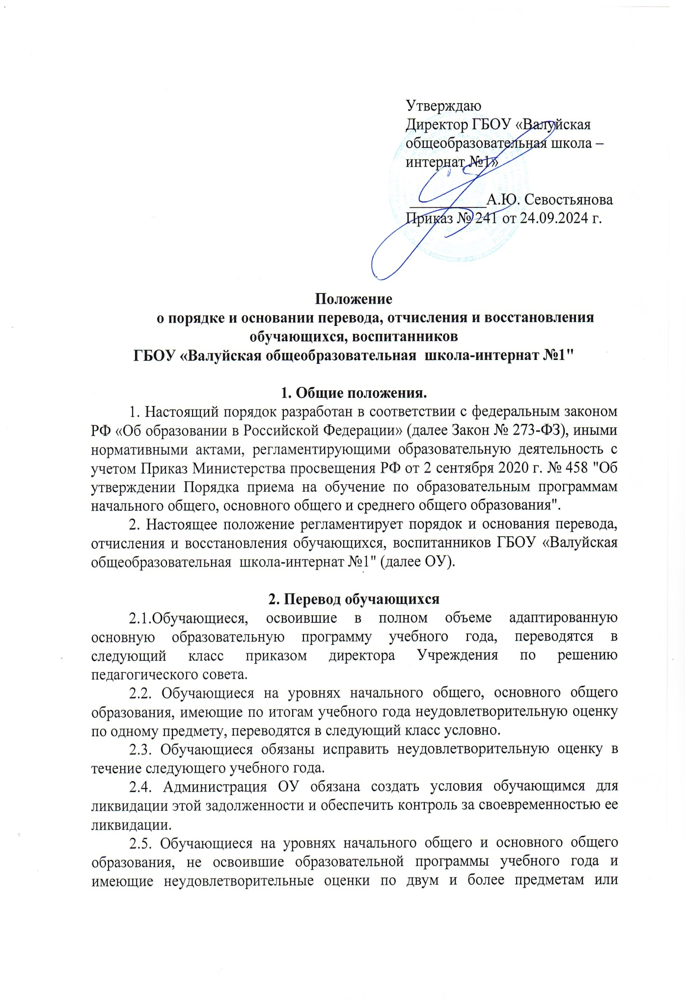 Утверждаю
Директор ГБОУ «Валуйская
общеобразовательная школа –
интернат №1»
__________А.Ю. Севостьянова
Приказ № 241 от 24.09.2024 г.
Положение
о порядке и основании перевода, отчисления и восстановления
обучающихся, воспитанников
ГБОУ «Валуйская общеобразовательная школа-интернат №1"
1. Общие положения.
1. Настоящий порядок разработан в соответствии с федеральным законом
РФ «Об образовании в Российской Федерации» (далее Закон № 273-ФЗ), иными
нормативными актами, регламентирующими образовательную деятельность с
учетом Приказ Министерства просвещения РФ от 2 сентября 2020 г. № 458 "Об
утверждении Порядка приема на обучение по образовательным программам
начального общего, основного общего и среднего общего образования".
2. Настоящее положение регламентирует порядок и основания перевода,
отчисления и восстановления обучающихся, воспитанников ГБОУ «Валуйская
общеобразовательная школа-интернат №1" (далее ОУ).
2. Перевод обучающихся
2.1.Обучающиеся, освоившие в полном объеме адаптированную
основную образовательную программу учебного года, переводятся в
следующий класс приказом директора Учреждения по решению
педагогического совета.
2.2. Обучающиеся на уровнях начального общего, основного общего
образования, имеющие по итогам учебного года неудовлетворительную оценку
по одному предмету, переводятся в следующий класс условно.
2.3. Обучающиеся обязаны исправить неудовлетворительную оценку в
течение следующего учебного года.
2.4. Администрация ОУ обязана создать условия обучающимся для
ликвидации этой задолженности и обеспечить контроль за своевременностью ее
ликвидации.
2.5. Обучающиеся на уровнях начального общего и основного общего
образования, не освоившие образовательной программы учебного года и
имеющие неудовлетворительные оценки по двум и более предметам или